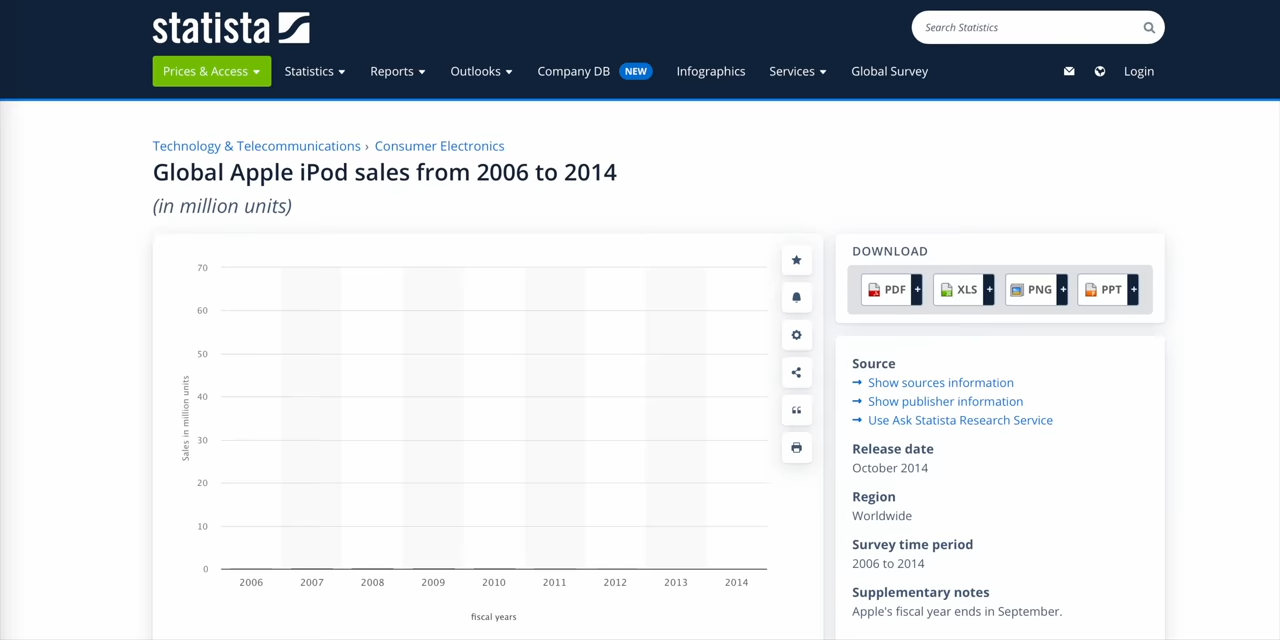 statista
Search Statistics
Prices & Access Statistics Reports Outlooks Company DB NEW Infographics Services Global Survey Login
Technology & Telecommunications › Consumer Electronics
Global Apple iPod sales from 2006 to 2014
(in million units)
DOWNLOAD
PDF + XLS + PNG + PPT +
70
60
50
40
30
20
10
0
Sales in million units
2006 2007 2008 2009 2010 2011 2012 2013 2014
fiscal years
Source
→ Show sources information
→ Show publisher information
→ Use Ask Statista Research Service
Release date
October 2014
Region
Worldwide
Survey time period
2006 to 2014
Supplementary notes
Apple's fiscal year ends in September.